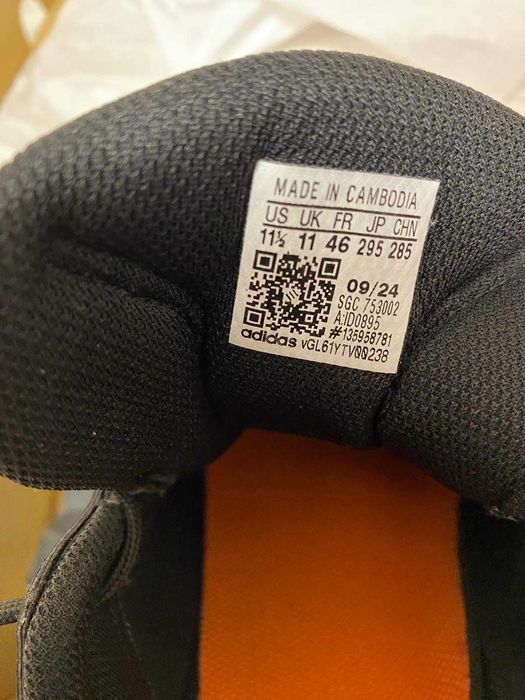 MADE IN CAMBODIA
US UK FR JP CHN
11½ 11 46 295 285
09/24
SGC 753002
A:ID0895
#135958781
adidas vGL61YTV00238